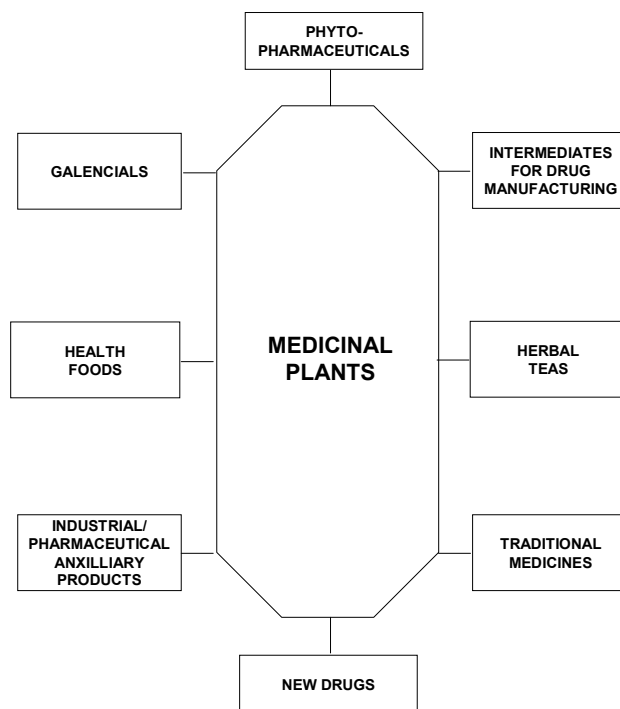 PHYTO-
PHARMACEUTICALS
GALENCIALS
INTERMEDIATES
FOR DRUG
MANUFACTURING
HEALTH
FOODS
MEDICINAL
PLANTS
HERBAL
TEAS
INDUSTRIAL/
PHARMACEUTICAL
ANXILLIARY
PRODUCTS
TRADITIONAL
MEDICINES
NEW DRUGS